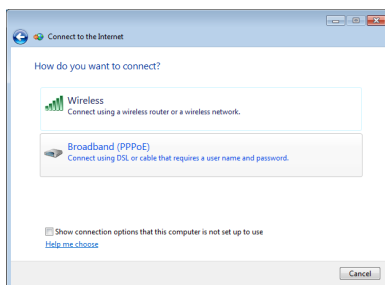 Connect to the Internet
How do you want to connect?
Wireless
Connect using a wireless router or a wireless network.
Broadband (PPPoE)
Connect using DSL or cable that requires a user name and password.
Show connection options that this computer is not set up to use
Help me choose
Cancel